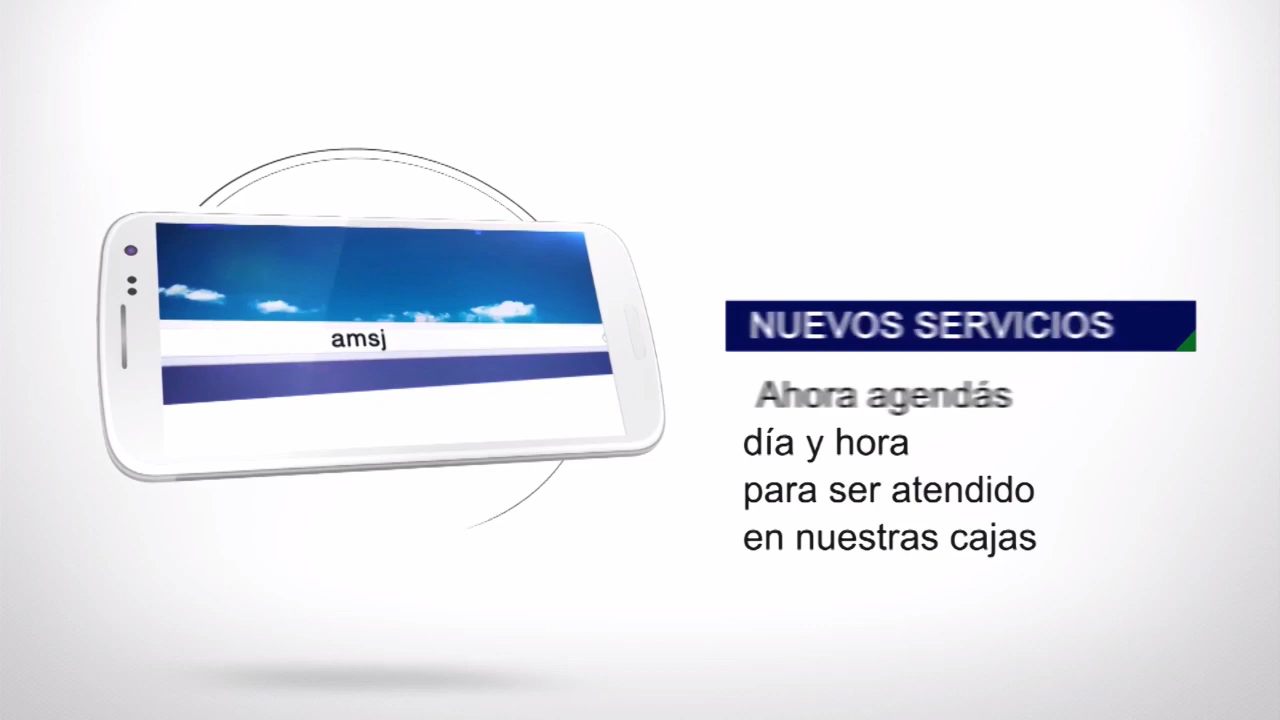 amsj
NUEVOS SERVICIOS
Ahora agendás
día y hora
para ser atendido
en nuestras cajas